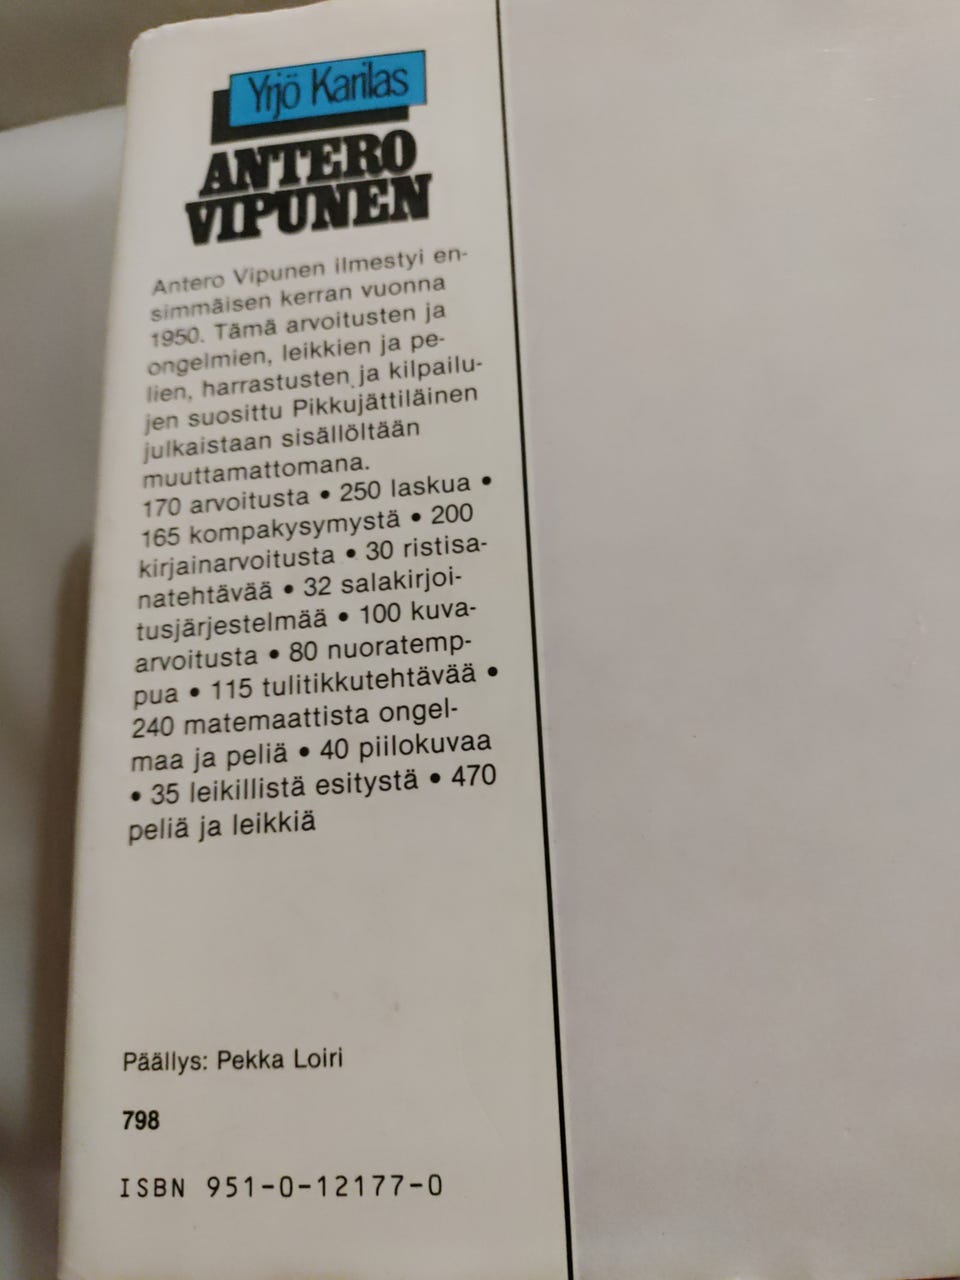 Yrjö Karilas
ANTERO
VIPUNEN
Antero Vipunen ilmestyi en-
simmäisen kerran vuonna
1950. Tämä arvoitusten ja
ongelmien, leikkien ja pe-
lien, harrastusten ja kilpailu-
jen suosittu Pikkujättiläinen
julkaistaan sisällöltään
muuttamattomana.
170 arvoitusta • 250 laskua •
165 kompakysymystä • 200
kirjainarvoitusta • 30 ristisa-
natehtävää • 32 salakirjoi-
tusjärjestelmää • 100 kuva-
arvoitusta • 80 nuoratemp-
pua • 115 tulitikkutehtävää •
240 matemaattista ongel-
maa ja peliä • 40 piilokuvaa
• 35 leikillistä esitystä • 470
peliä ja leikkiä
Päällys: Pekka Loiri
798
ISBN 951-0-12177-0